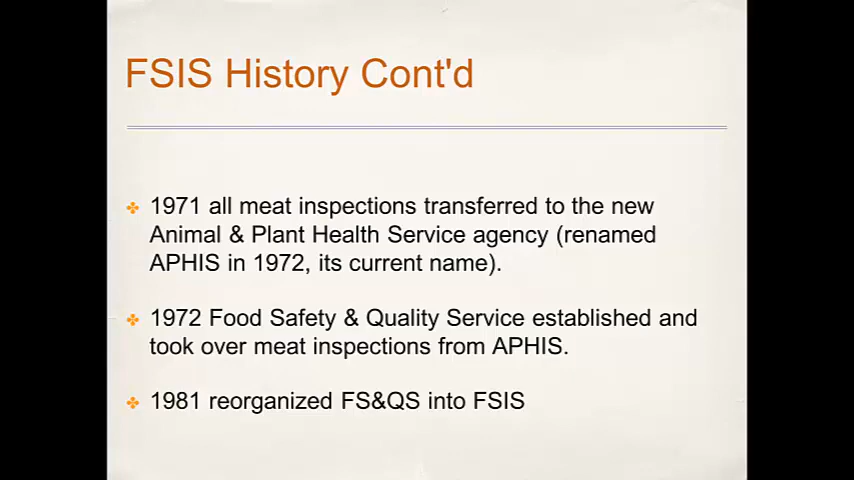 FSIS History Cont'd
1971 all meat inspections transferred to the new
Animal & Plant Health Service agency (renamed
APHIS in 1972, its current name).
1972 Food Safety & Quality Service established and
took over meat inspections from APHIS.
1981 reorganized FS&QS into FSIS